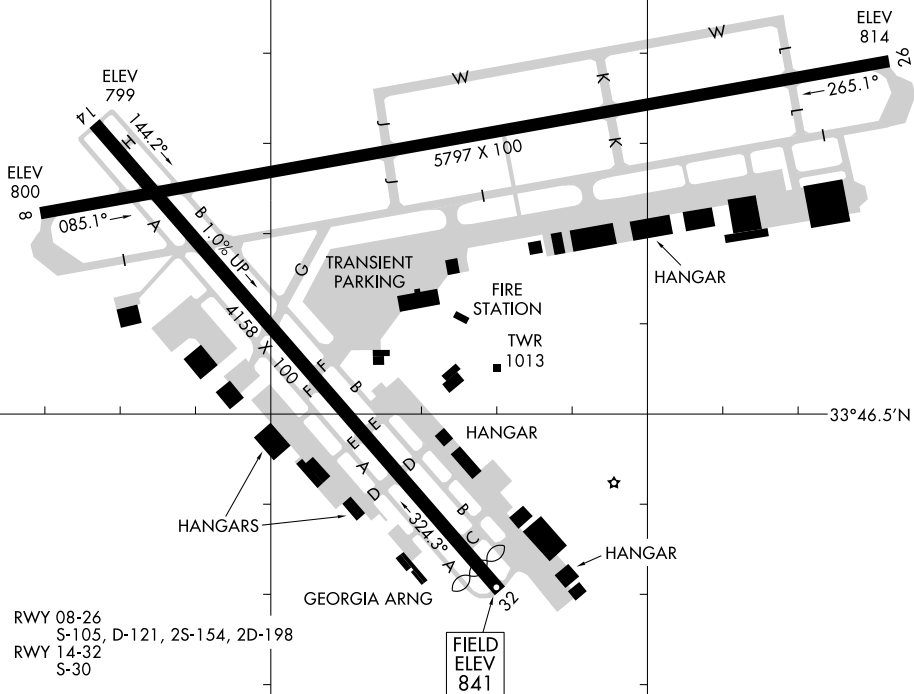 W
W
ELEV
814
26
ELEV
799
14
144.2°
H
K
L
265.1°
J
K
L
I
5797 X 100
ELEV
800
8
085.1°
J
I
A
B
1.0% UP
I
G
TRANSIENT
PARKING
HANGAR
FIRE
STATION
4158 X 100
TWR
1013
F
F
B
33°46.5'N
E
E
HANGAR
A
D
D
B
HANGARS
324.3°
C
A
HANGAR
GEORGIA ARNG
32
RWY 08-26
S-105, D-121, 2S-154, 2D-198
RWY 14-32
S-30
FIELD
ELEV
841